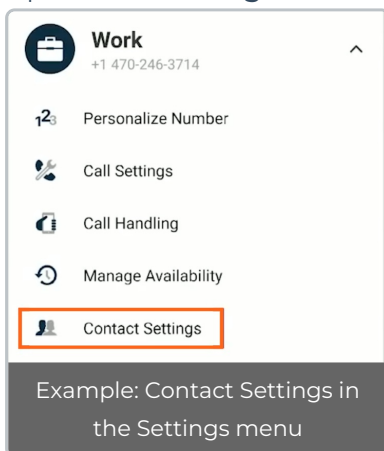 Work
+1 470-246-3714
123 Personalize Number
Call Settings
Call Handling
Manage Availability
Contact Settings
Example: Contact Settings in
the Settings menu